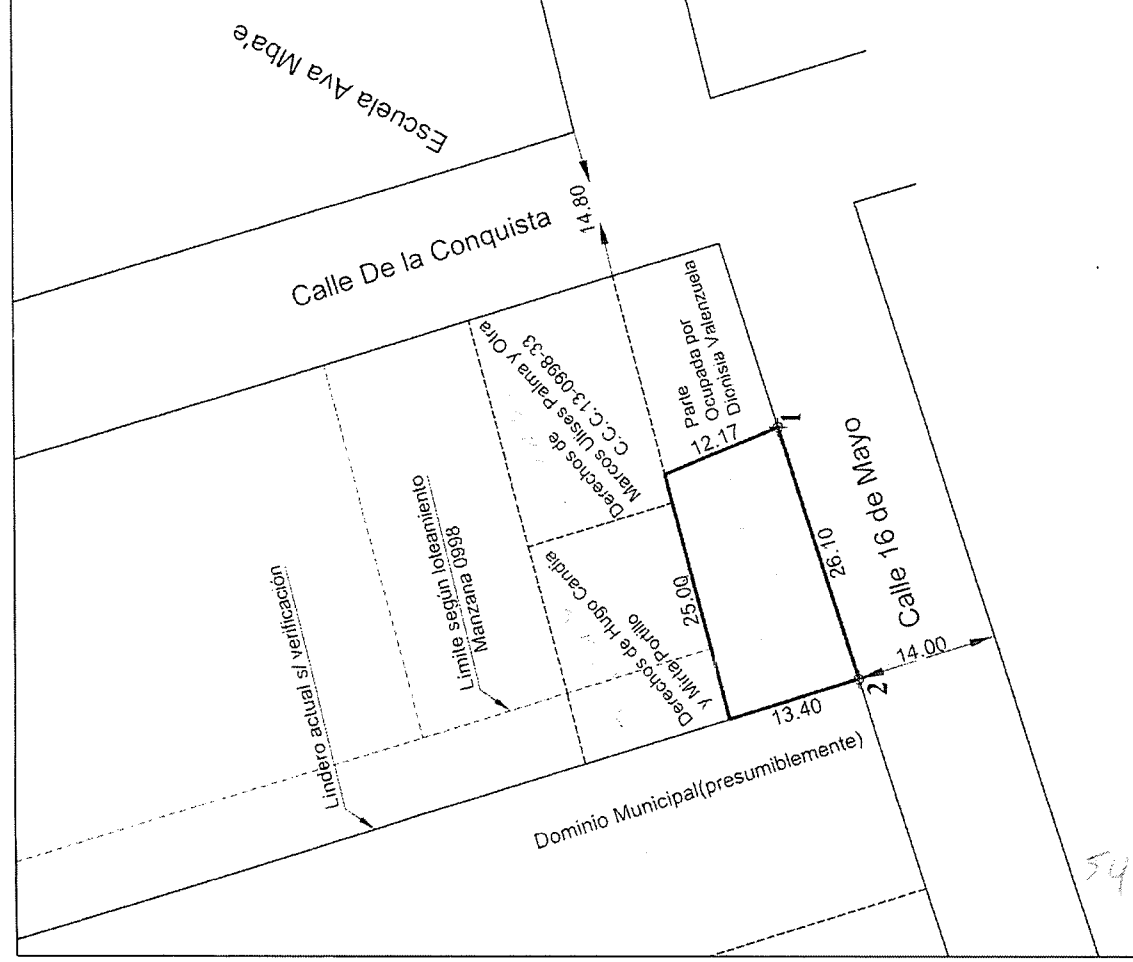 Escuela Ava Mba'e
Calle De la Conquista
14.80
Derechos de
Marcos Ulises Palma y Otra
C.C.C.13-0998-33
Parte
Ocupada por
Dionisia Valenzuela
12.17
1
Límite según loteamiento
Manzana 0998
Lindero actual s/ verificación
Derechos de Hugo Candia
y Mirta Portillo
25.00
26.10
Calle 16 de Mayo
14.00
2
13.40
Dominio Municipal(presumiblemente)
54